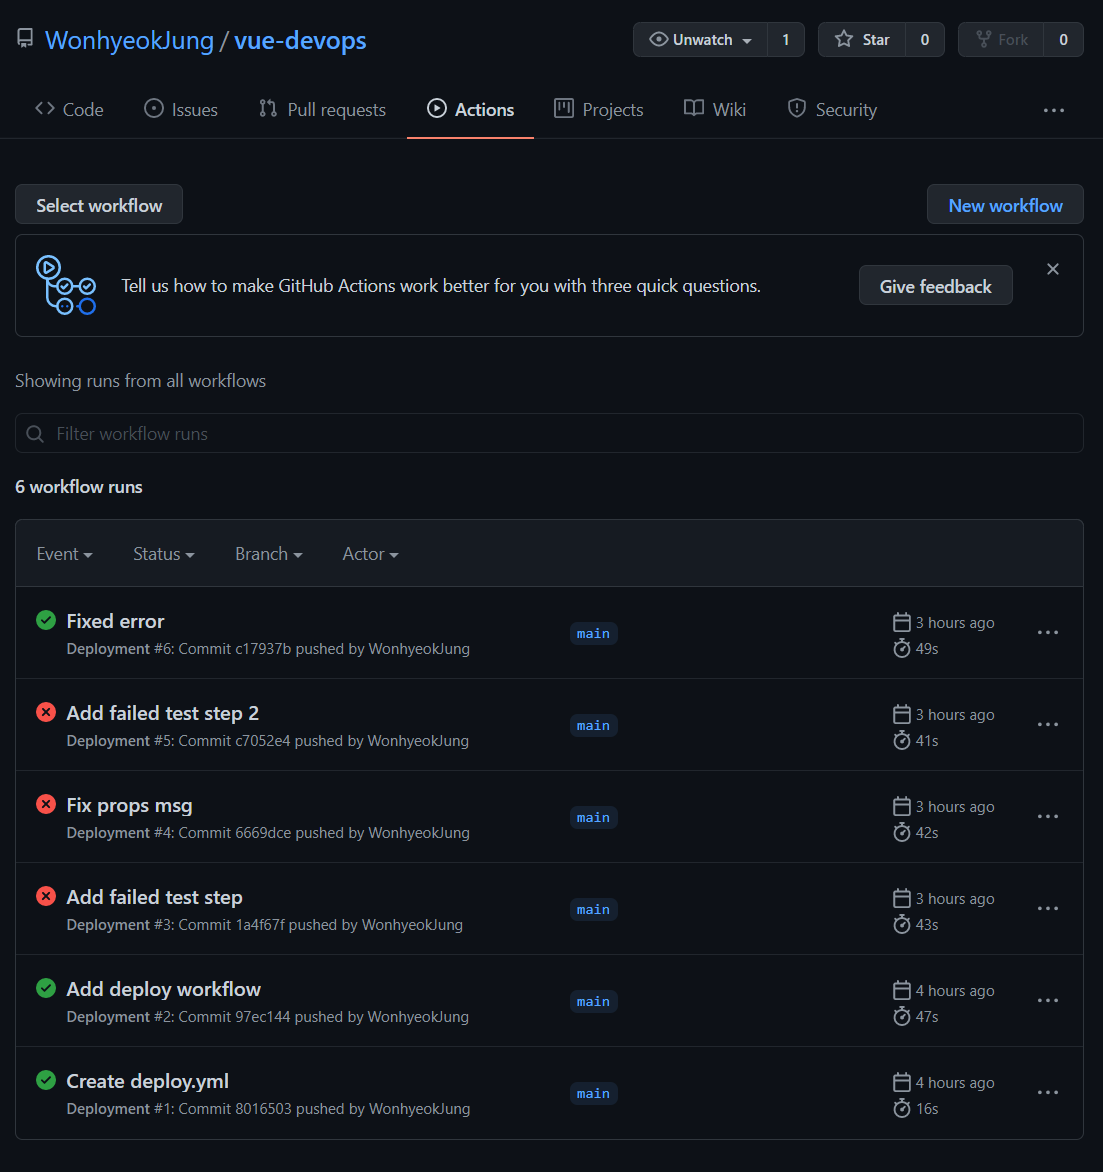 WonhyeokJung / vue-devops
Unwatch 1 Star 0 Fork 0
Code Issues Pull requests Actions Projects Wiki Security
Select workflow New workflow
Tell us how to make GitHub Actions work better for you with three quick questions. Give feedback
Showing runs from all workflows
Filter workflow runs
6 workflow runs
Event Status Branch Actor
Fixed error
Deployment #6: Commit c17937b pushed by WonhyeokJung
main
3 hours ago
49s
Add failed test step 2
Deployment #5: Commit c7052e4 pushed by WonhyeokJung
main
3 hours ago
41s
Fix props msg
Deployment #4: Commit 6669dce pushed by WonhyeokJung
main
3 hours ago
42s
Add failed test step
Deployment #3: Commit 1a4f67f pushed by WonhyeokJung
main
3 hours ago
43s
Add deploy workflow
Deployment #2: Commit 97ec144 pushed by WonhyeokJung
main
4 hours ago
47s
Create deploy.yml
Deployment #1: Commit 8016503 pushed by WonhyeokJung
main
4 hours ago
16s